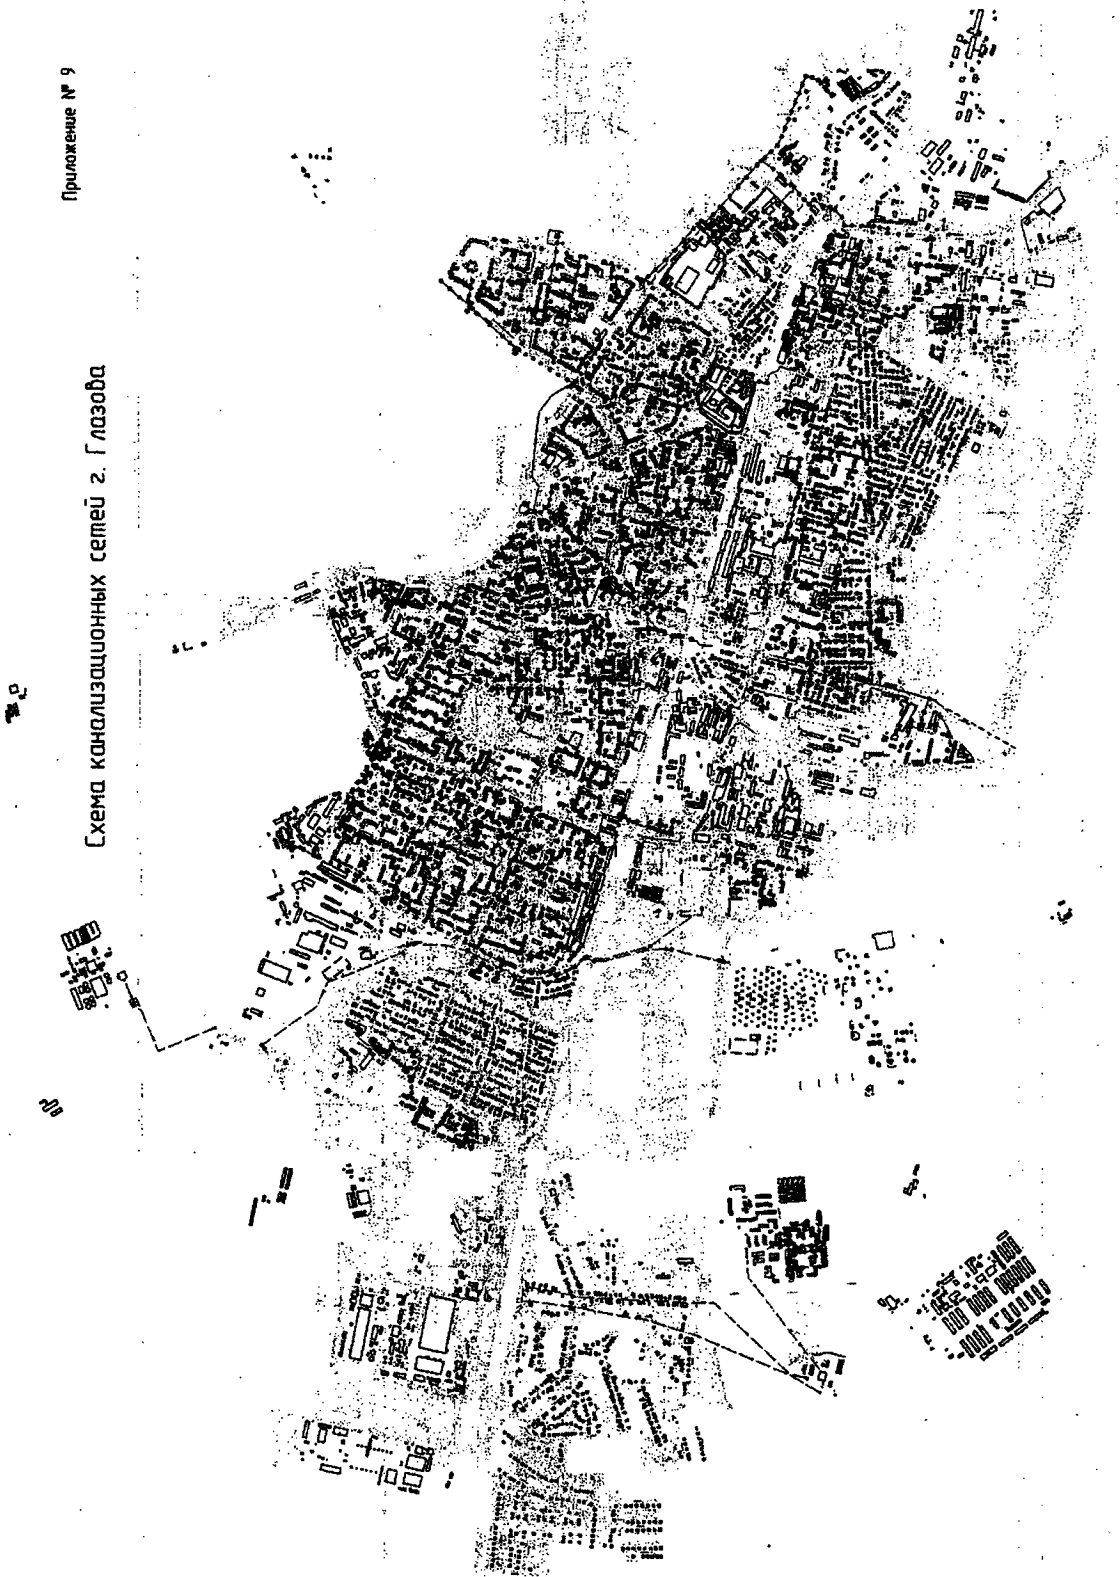 Приложение № 9
Схема канализационных сетей г. Глазова